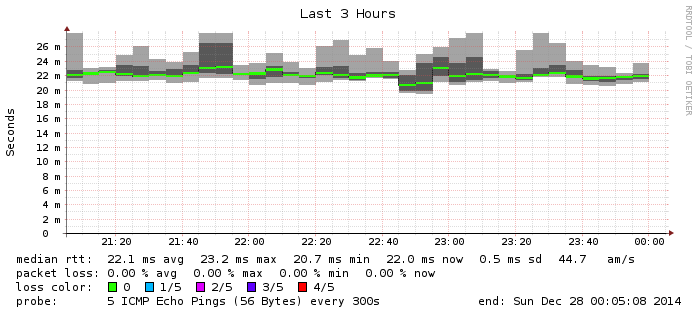 Last 3 Hours
RRDTOOL / TOBI OETIKER
Seconds
26 m
24 m
22 m
20 m
18 m
16 m
14 m
12 m
10 m
8 m
6 m
4 m
2 m
0
21:20 21:40 22:00 22:20 22:40 23:00 23:20 23:40 00:00
median rtt: 22.1 ms avg 23.2 ms max 20.7 ms min 22.0 ms now 0.5 ms sd 44.7 am/s
packet loss: 0.00 % avg 0.00 % max 0.00 % min 0.00 % now
loss color: 0 1/5 2/5 3/5 4/5
probe: 5 ICMP Echo Pings (56 Bytes) every 300s end: Sun Dec 28 00:05:08 2014